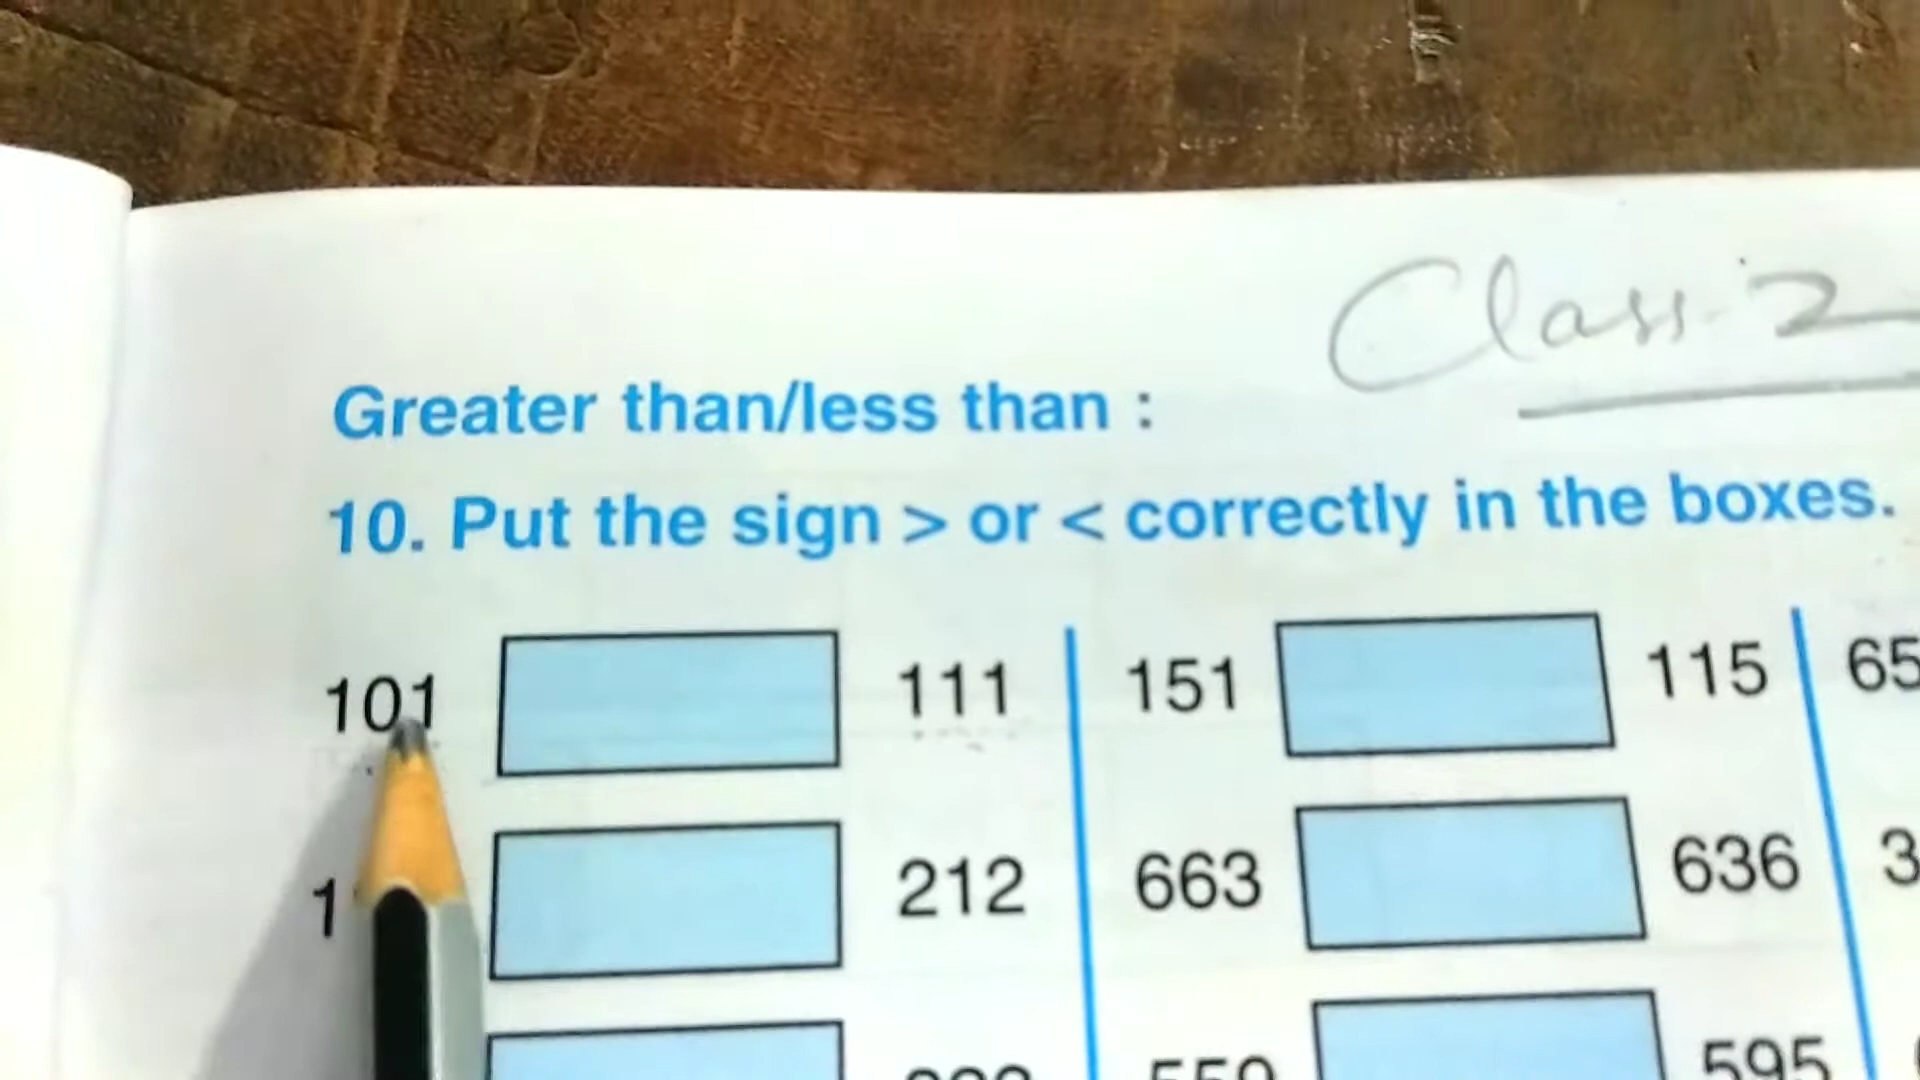 Class-2
Greater than/less than :
10. Put the sign > or < correctly in the boxes.
101 111 151 115
212 663 636
559 595